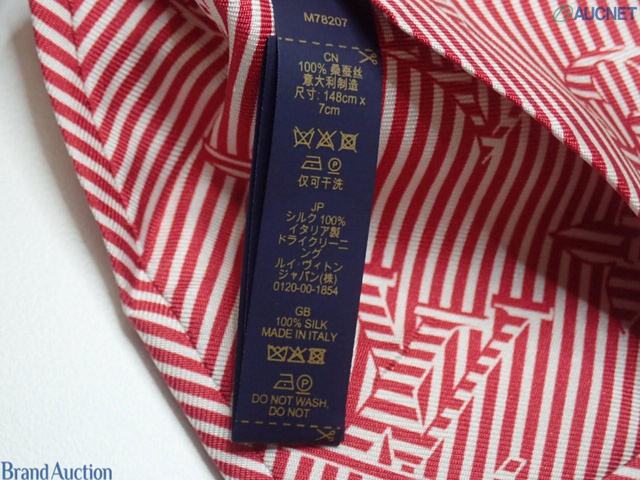 M78207
AUCNET
CN
100% 桑蚕丝
意大利制造
尺寸: 148cm x
7cm
仅可干洗
JP
シルク100%
イタリア製
ドライクリーニ
ング
ルイ・ヴィトン
ジャパン(株)
0120-00-1854
GB
100% SILK
MADE IN ITALY
DO NOT WASH,
DO NOT
Brand Auction